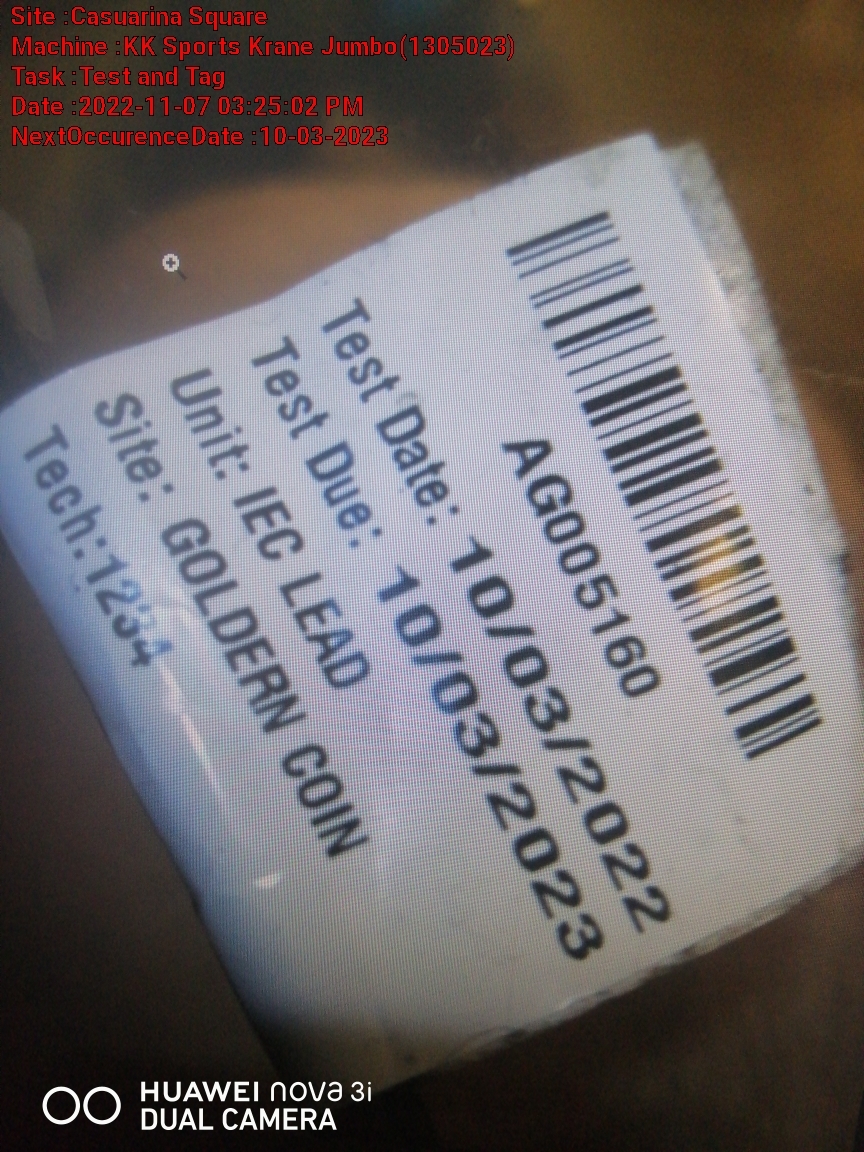 Site :Casuarina Square
Machine :KK Sports Krane Jumbo(1305023)
Task :Test and Tag
Date :2022-11-07 03:25:02 PM
NextOccurenceDate :10-03-2023
AG005160
Test Date: 10/03/2022
Test Due: 10/03/2023
Unit: IEC LEAD
Site: GOLDERN COIN
Tech:1234
HUAWEI nova 3i
DUAL CAMERA